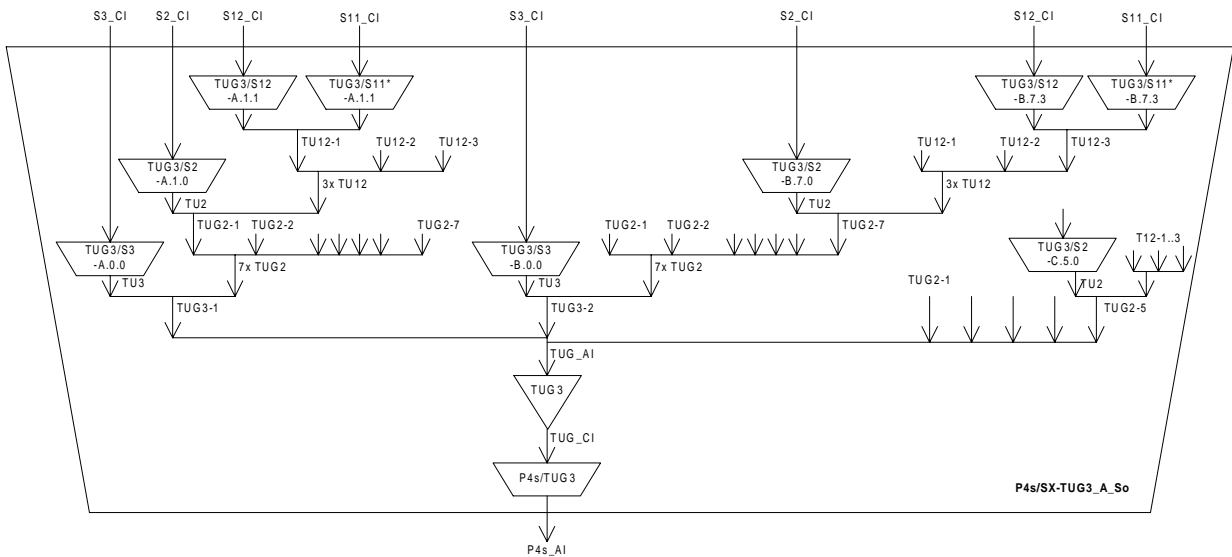 S3_CI S2_CI S12_CI S11_CI S3_CI S2_CI S12_CI S11_CI
TUG3/S12
-A.1.1
TUG3/S11*
-A.1.1
TUG3/S12
-B.7.3
TUG3/S11*
-B.7.3
TU12-1 TU12-2 TU12-3 TU12-1 TU12-2 TU12-3
TUG3/S2
-A.1.0
TUG3/S2
-B.7.0
3x TU12 3x TU12
TU2 TU2
TUG2-1 TUG2-2 TUG2-7 TUG2-1 TUG2-2 TUG2-7
TUG3/S3
-A.0.0
TUG3/S3
-B.0.0
TUG3/S2
-C.5.0
T12-1..3
7x TUG2 7x TUG2
TU3 TU3 TUG2-1 TU2
TUG3-1 TUG3-2 TUG2-5
TUG_AI
TUG3
TUG_CI
P4s/TUG3
P4s/SX-TUG3_A_So
P4s_AI